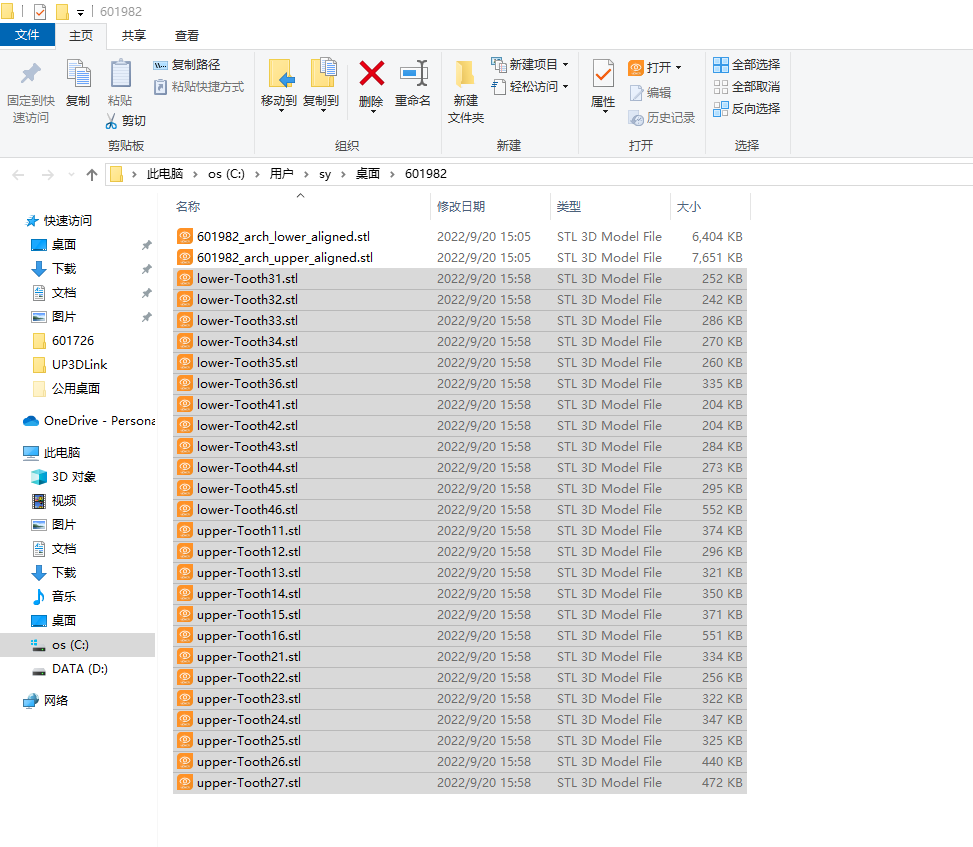 601982
文件 主页 共享 查看
固定到快速访问
复制
粘贴
复制路径
粘贴快捷方式
剪切
剪贴板
移动到
复制到
删除
重命名
组织
新建文件夹
新建项目
轻松访问
新建
属性
打开
编辑
历史记录
打开
全部选择
全部取消
反向选择
选择
此电脑 os (C:) 用户 sy 桌面 601982
快速访问
桌面
下载
文档
图片
601726
UP3DLink
公用桌面
OneDrive - Persona
此电脑
3D 对象
视频
图片
文档
下载
音乐
桌面
os (C:)
DATA (D:)
网络
名称 修改日期 类型 大小
601982_arch_lower_aligned.stl 2022/9/20 15:05 STL 3D Model File 6,404 KB
601982_arch_upper_aligned.stl 2022/9/20 15:05 STL 3D Model File 7,651 KB
lower-Tooth31.stl 2022/9/20 15:58 STL 3D Model File 252 KB
lower-Tooth32.stl 2022/9/20 15:58 STL 3D Model File 242 KB
lower-Tooth33.stl 2022/9/20 15:58 STL 3D Model File 286 KB
lower-Tooth34.stl 2022/9/20 15:58 STL 3D Model File 270 KB
lower-Tooth35.stl 2022/9/20 15:58 STL 3D Model File 260 KB
lower-Tooth36.stl 2022/9/20 15:58 STL 3D Model File 335 KB
lower-Tooth41.stl 2022/9/20 15:58 STL 3D Model File 204 KB
lower-Tooth42.stl 2022/9/20 15:58 STL 3D Model File 204 KB
lower-Tooth43.stl 2022/9/20 15:58 STL 3D Model File 284 KB
lower-Tooth44.stl 2022/9/20 15:58 STL 3D Model File 273 KB
lower-Tooth45.stl 2022/9/20 15:58 STL 3D Model File 295 KB
lower-Tooth46.stl 2022/9/20 15:58 STL 3D Model File 552 KB
upper-Tooth11.stl 2022/9/20 15:58 STL 3D Model File 374 KB
upper-Tooth12.stl 2022/9/20 15:58 STL 3D Model File 296 KB
upper-Tooth13.stl 2022/9/20 15:58 STL 3D Model File 321 KB
upper-Tooth14.stl 2022/9/20 15:58 STL 3D Model File 350 KB
upper-Tooth15.stl 2022/9/20 15:58 STL 3D Model File 371 KB
upper-Tooth16.stl 2022/9/20 15:58 STL 3D Model File 551 KB
upper-Tooth21.stl 2022/9/20 15:58 STL 3D Model File 334 KB
upper-Tooth22.stl 2022/9/20 15:58 STL 3D Model File 256 KB
upper-Tooth23.stl 2022/9/20 15:58 STL 3D Model File 322 KB
upper-Tooth24.stl 2022/9/20 15:58 STL 3D Model File 347 KB
upper-Tooth25.stl 2022/9/20 15:58 STL 3D Model File 325 KB
upper-Tooth26.stl 2022/9/20 15:58 STL 3D Model File 440 KB
upper-Tooth27.stl 2022/9/20 15:58 STL 3D Model File 472 KB